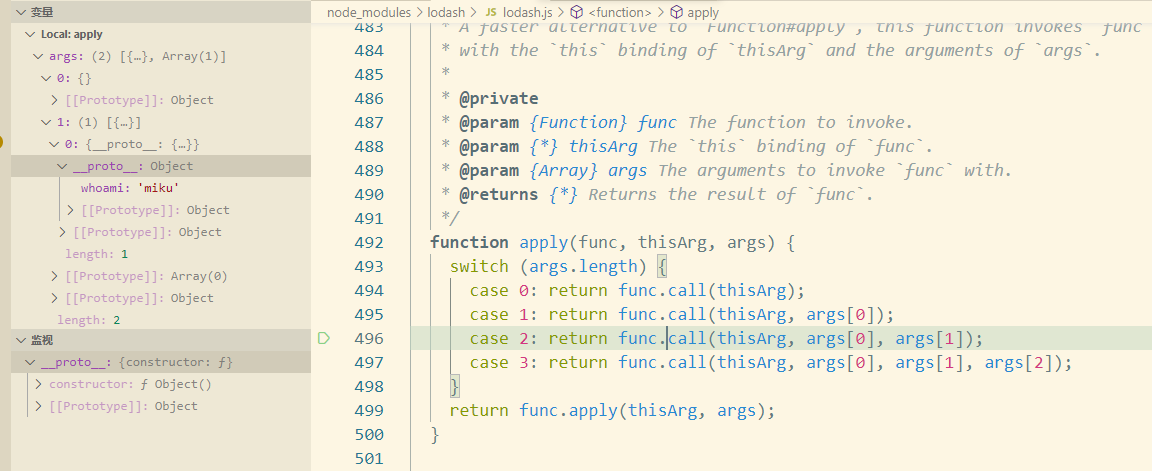 变量
Local: apply
args: (2) [{…}, Array(1)]
0: {}
[[Prototype]]: Object
1: (1) [{…}]
0: {__proto__: {…}}
__proto__: Object
whoami: 'miku'
[[Prototype]]: Object
[[Prototype]]: Object
length: 1
[[Prototype]]: Array(0)
[[Prototype]]: Object
length: 2
监视
__proto__: {constructor: ƒ}
constructor: ƒ Object()
[[Prototype]]: Object
node_modules > lodash > JS lodash.js > <function> > apply
483 * A faster alternative to `Function#apply`, this function invokes `func`
484 * with the `this` binding of `thisArg` and the arguments of `args`.
485 *
486 * @private
487 * @param {Function} func The function to invoke.
488 * @param {*} thisArg The `this` binding of `func`.
489 * @param {Array} args The arguments to invoke `func` with.
490 * @returns {*} Returns the result of `func`.
491 */
492 function apply(func, thisArg, args) {
493 switch (args.length) {
494 case 0: return func.call(thisArg);
495 case 1: return func.call(thisArg, args[0]);
496 case 2: return func.call(thisArg, args[0], args[1]);
497 case 3: return func.call(thisArg, args[0], args[1], args[2]);
498 }
499 return func.apply(thisArg, args);
500 }
501